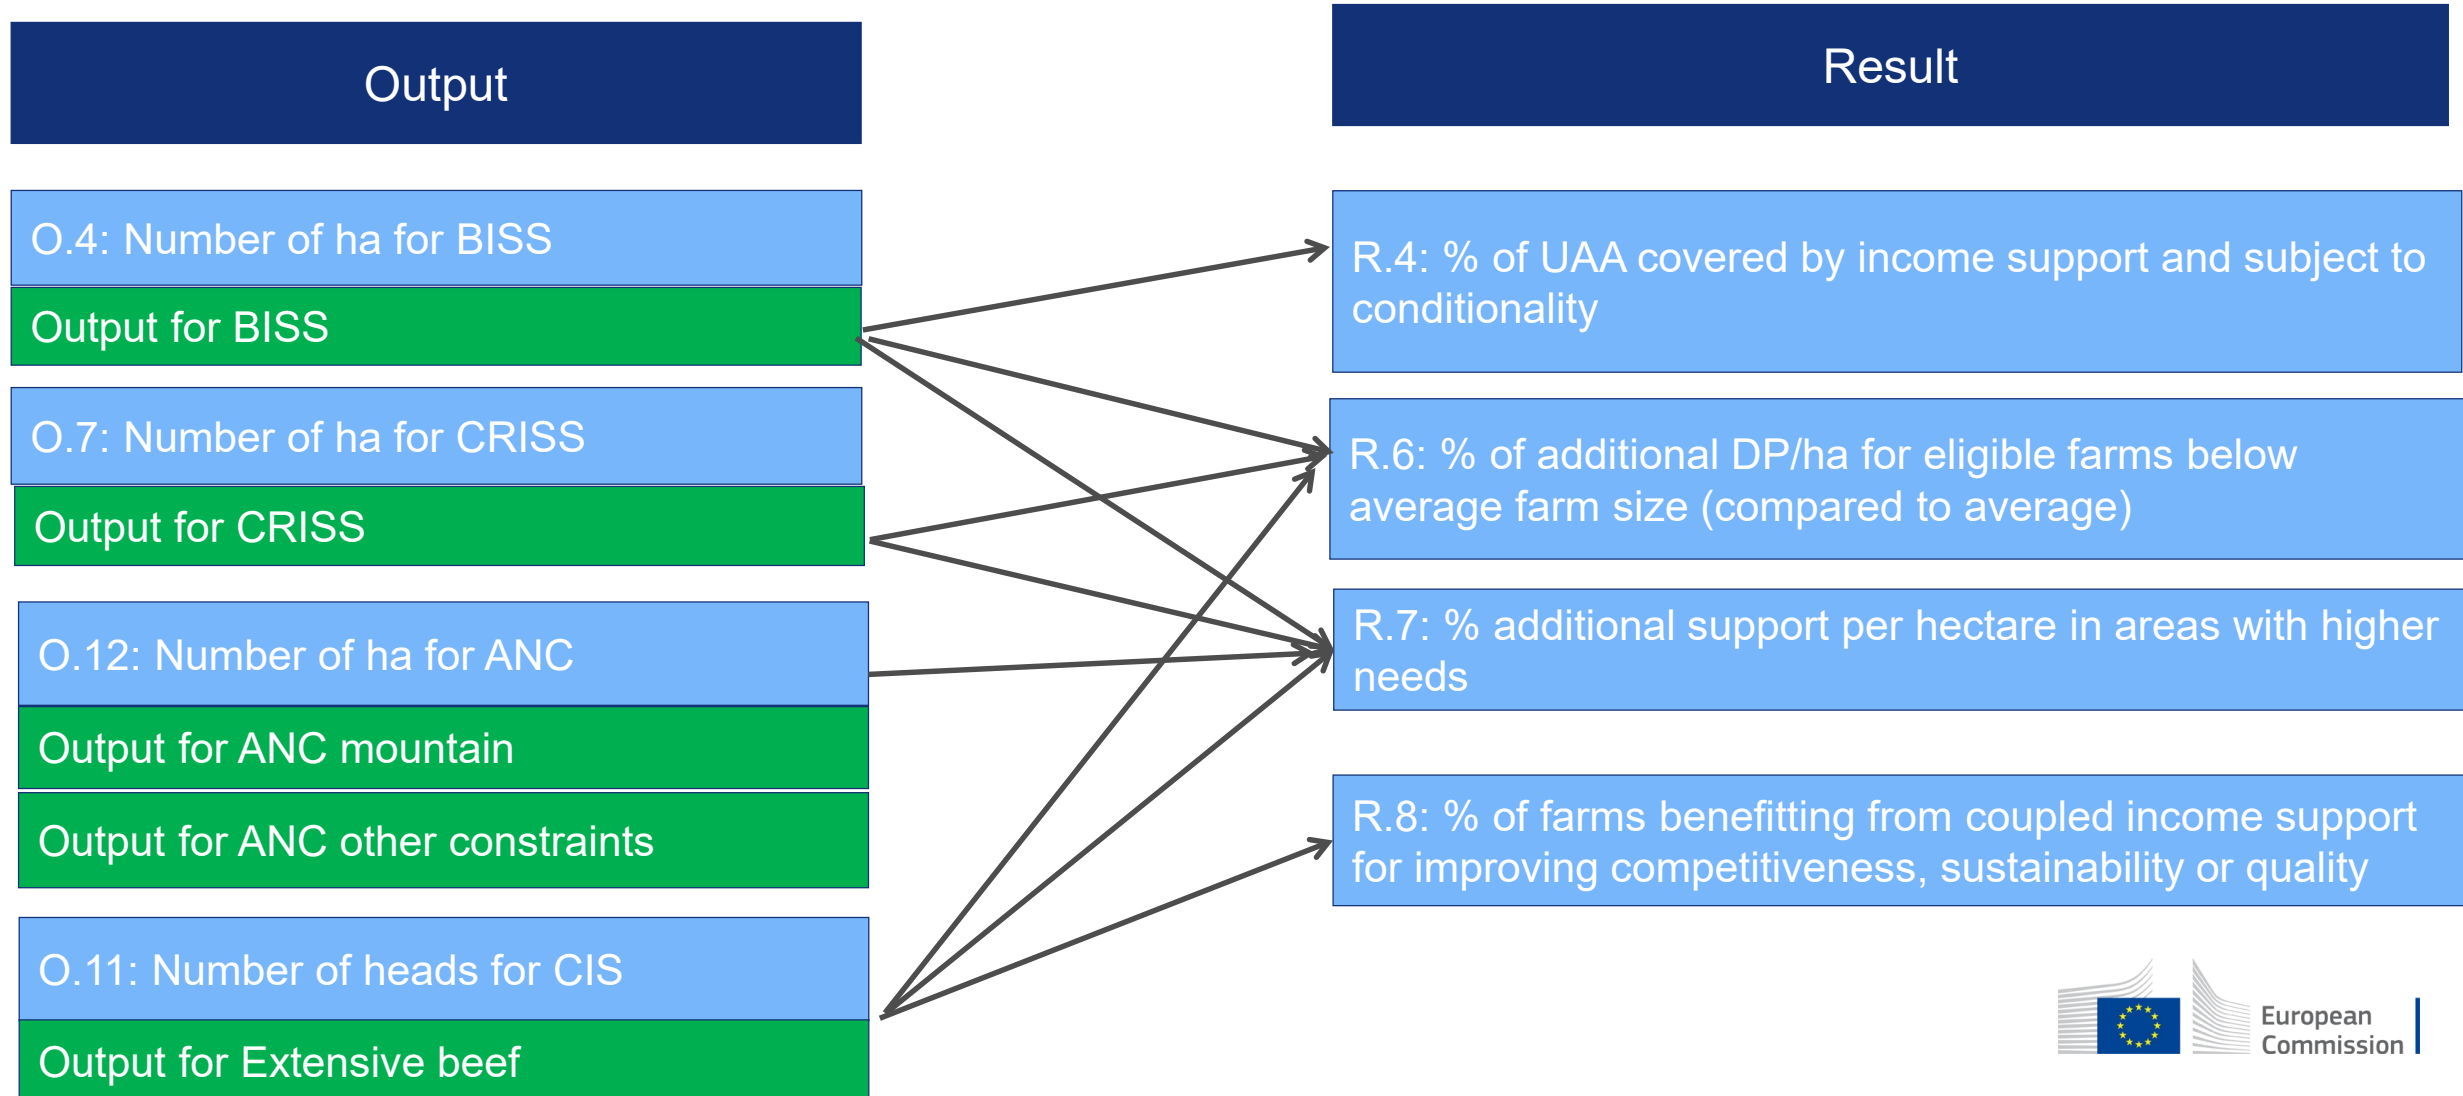 Output
O.4: Number of ha for BISS
Output for BISS
O.7: Number of ha for CRISS
Output for CRISS
O.12: Number of ha for ANC
Output for ANC mountain
Output for ANC other constraints
O.11: Number of heads for CIS
Output for Extensive beef
Result
R.4: % of UAA covered by income support and subject to
conditionality
R.6: % of additional DP/ha for eligible farms below
average farm size (compared to average)
R.7: % additional support per hectare in areas with higher
needs
R.8: % of farms benefitting from coupled income support
for improving competitiveness, sustainability or quality
European
Commission